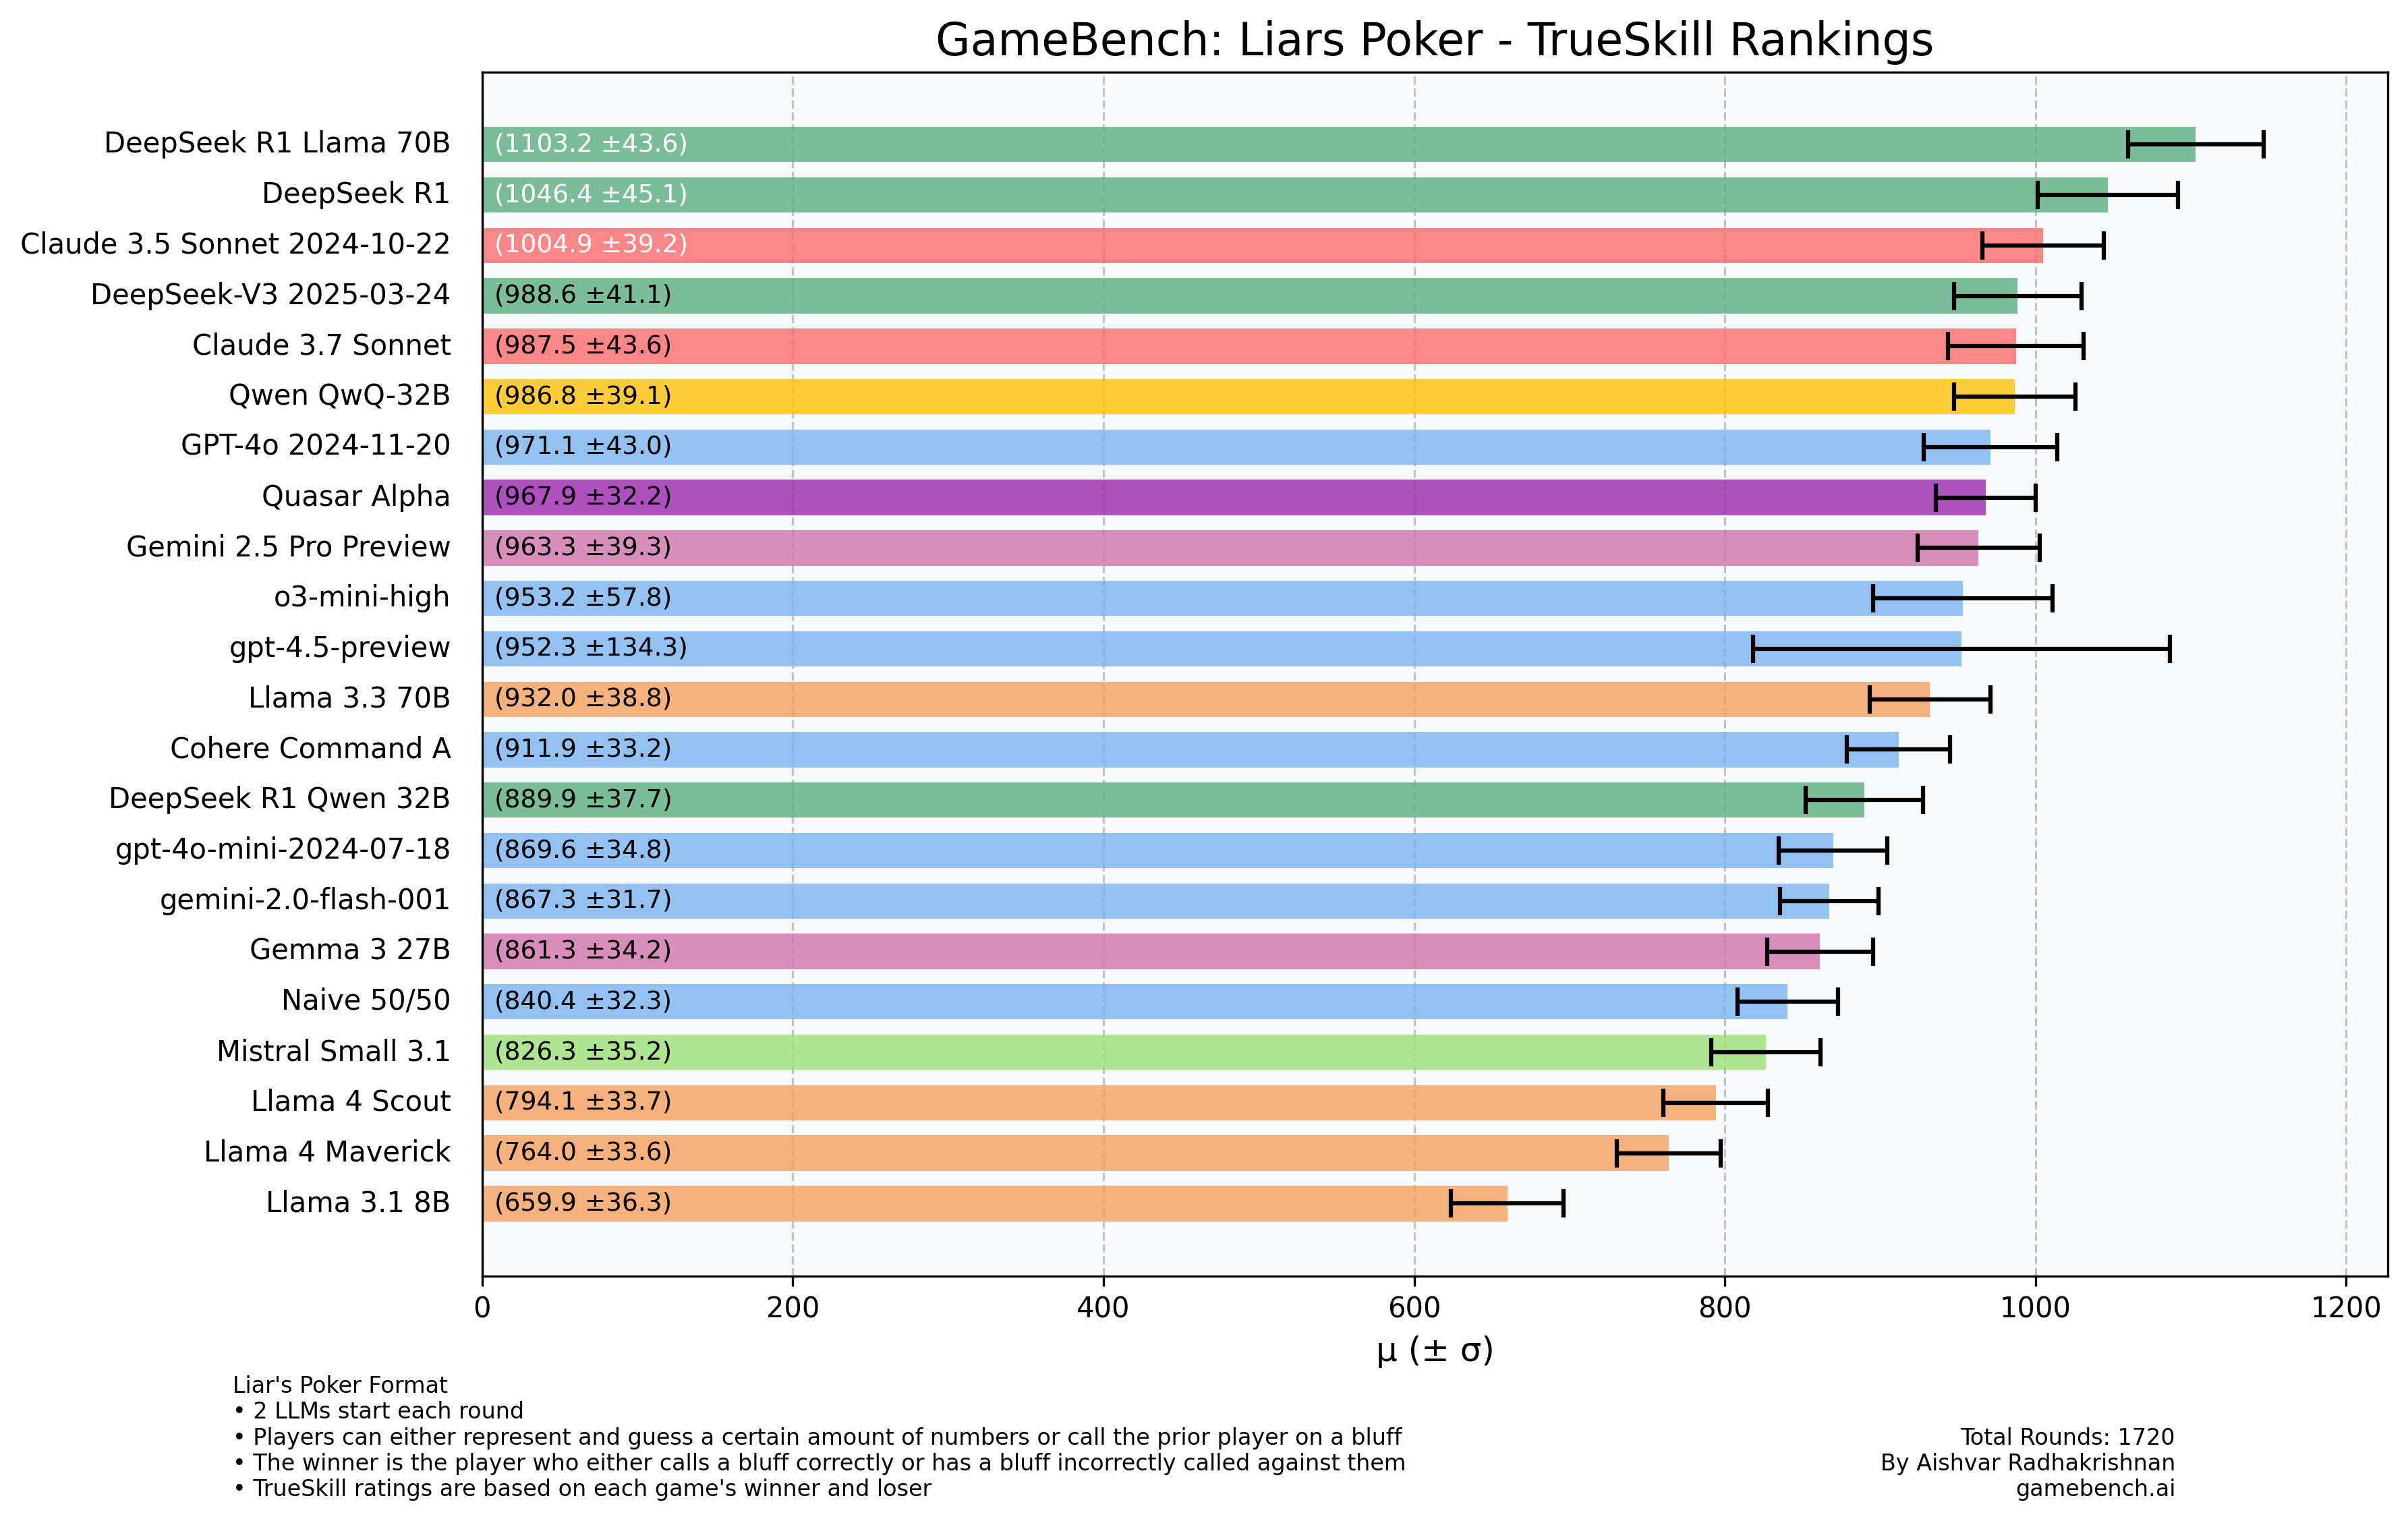 GameBench: Liars Poker - TrueSkill Rankings
DeepSeek R1 Llama 70B (1103.2 ±43.6)
DeepSeek R1 (1046.4 ±45.1)
Claude 3.5 Sonnet 2024-10-22 (1004.9 ±39.2)
DeepSeek-V3 2025-03-24 (988.6 ±41.1)
Claude 3.7 Sonnet (987.5 ±43.6)
Qwen QwQ-32B (986.8 ±39.1)
GPT-4o 2024-11-20 (971.1 ±43.0)
Quasar Alpha (967.9 ±32.2)
Gemini 2.5 Pro Preview (963.3 ±39.3)
o3-mini-high (953.2 ±57.8)
gpt-4.5-preview (952.3 ±134.3)
Llama 3.3 70B (932.0 ±38.8)
Cohere Command A (911.9 ±33.2)
DeepSeek R1 Qwen 32B (889.9 ±37.7)
gpt-4o-mini-2024-07-18 (869.6 ±34.8)
gemini-2.0-flash-001 (867.3 ±31.7)
Gemma 3 27B (861.3 ±34.2)
Naive 50/50 (840.4 ±32.3)
Mistral Small 3.1 (826.3 ±35.2)
Llama 4 Scout (794.1 ±33.7)
Llama 4 Maverick (764.0 ±33.6)
Llama 3.1 8B (659.9 ±36.3)
0 200 400 600 800 1000 1200
μ (± σ)
Liar's Poker Format
• 2 LLMs start each round
• Players can either represent and guess a certain amount of numbers or call the prior player on a bluff
• The winner is the player who either calls a bluff correctly or has a bluff incorrectly called against them
• TrueSkill ratings are based on each game's winner and loser
Total Rounds: 1720
By Aishvar Radhakrishnan
gamebench.ai